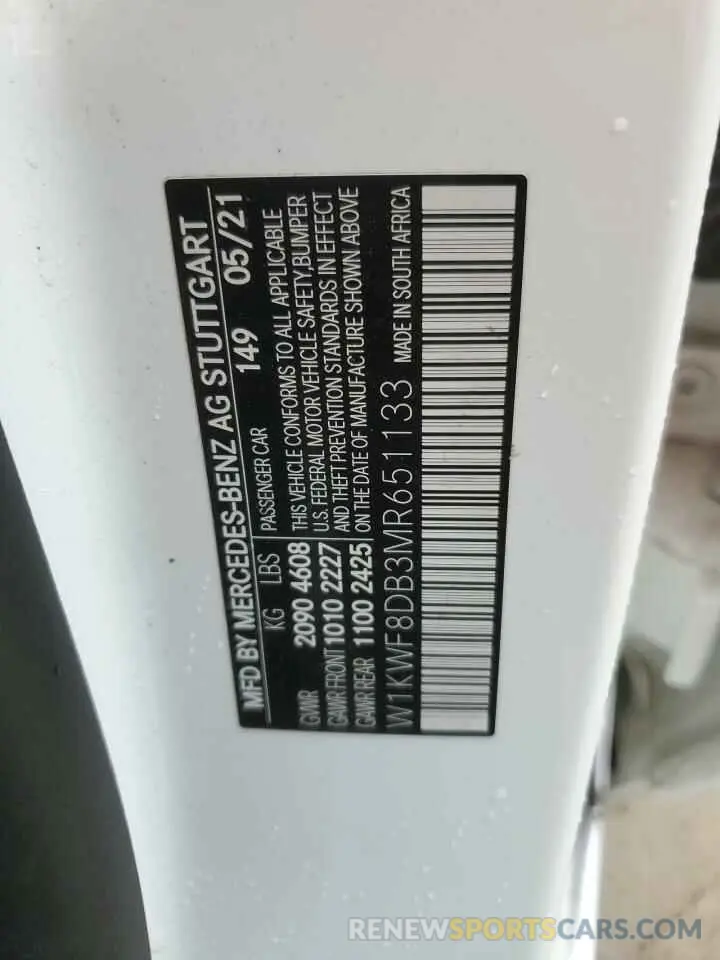 MFD BY MERCEDES-BENZ AG STUTTGART
149 05/21
KG LBS PASSENGER CAR
GVWR 2090 4608 THIS VEHICLE CONFORMS TO ALL APPLICABLE
GAWR FRONT 1010 2227 U.S. FEDERAL MOTOR VEHICLE SAFETY,BUMPER
GAWR REAR 1100 2425 AND THEFT PREVENTION STANDARDS IN EFFECT
ON THE DATE OF MANUFACTURE SHOWN ABOVE
W1KWF8DB3MR651133 MADE IN SOUTH AFRICA
RENEWSPORTSCARS.COM